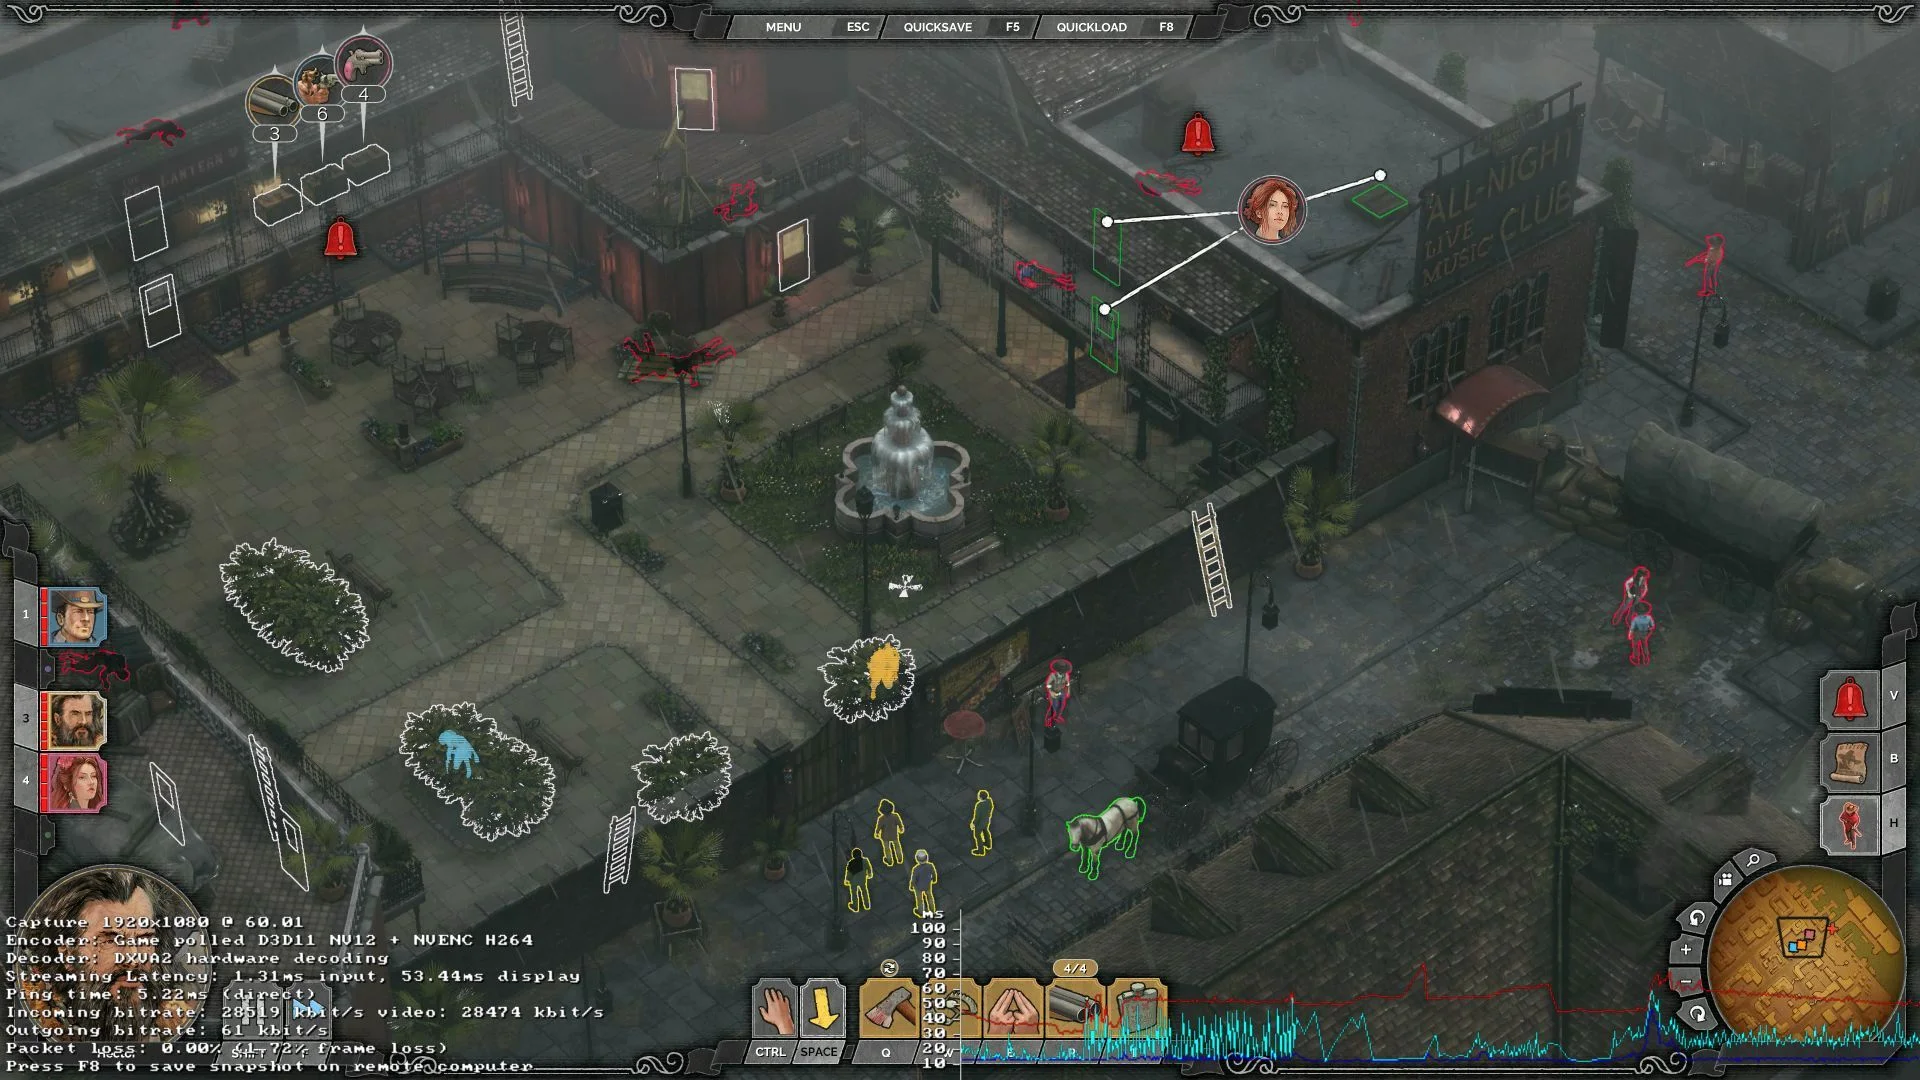 MENU ESC QUICKSAVE F5 QUICKLOAD F8
4
6
3
LANTERN
ALL-NIGHT
LIVE CLUB
MUSIC
1
3
4
V
B
H
Capture 1920x1080 @ 60.01
Encoder: Game polled D3D11 NV12 + NVENC H264
Decoder: DXVA2 hardware decoding
Streaming Latency: 1.31ms input, 53.44ms display
Ping time: 5.22ms (direct)
Incoming bitrate: 28519 kbit/s video: 28474 kbit/s
Outgoing bitrate: 61 kbit/s
Packet loss: 0.00% (1.72% frame loss)
Press F8 to save snapshot on remote computer
ms
100
90
80
70
60
50
40
30
20
10
4/4
CTRL SPACE Q
+
-